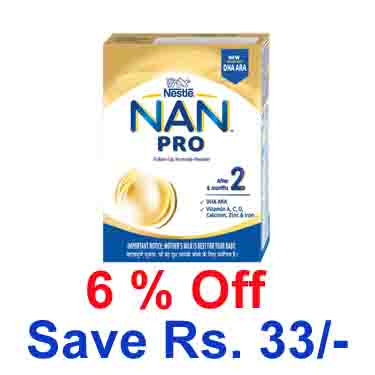 NEW
DHA ARA
Nestlé
NAN
PRO
Follow-Up Formula-Powder
After
6 months 2
DHA ARA
Vitamin A, C, D,
Calcium, Zinc & Iron
IMPORTANT NOTICE: MOTHER'S MILK IS BEST FOR YOUR BABY
6 % Off
Save Rs. 33/-